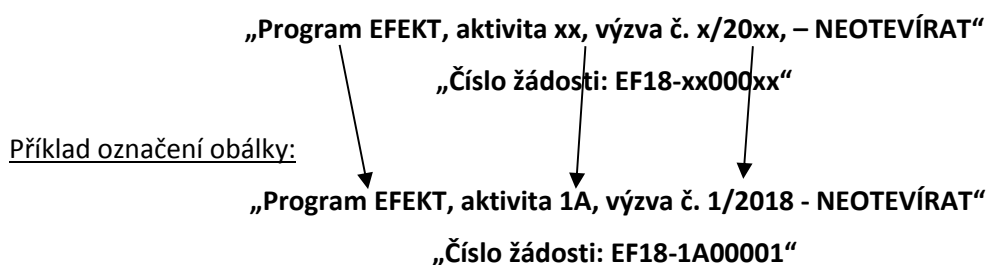 „Program EFEKT, aktivita xx, výzva č. x/20xx, – NEOTEVÍRAT“
„Číslo žádosti: EF18-xx000xx“
Příklad označení obálky:
„Program EFEKT, aktivita 1A, výzva č. 1/2018 - NEOTEVÍRAT“
„Číslo žádosti: EF18-1A00001“